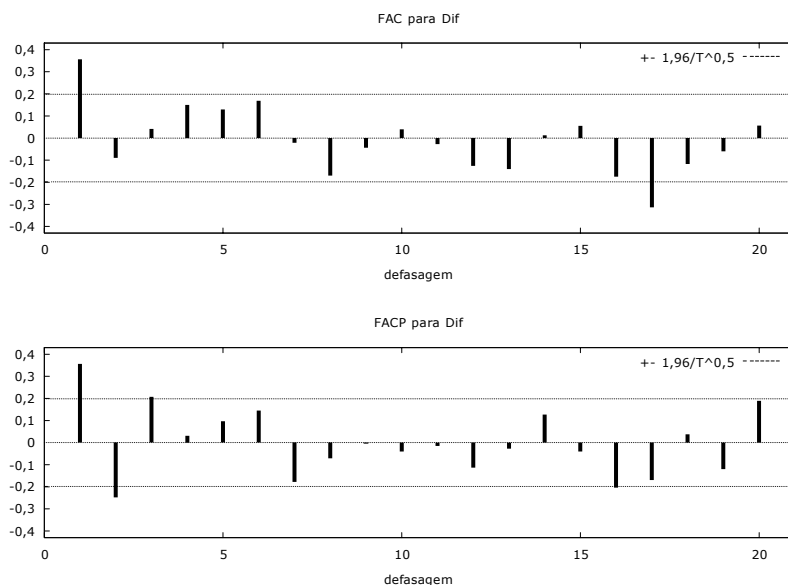 FAC para Dif
0,4
+- 1,96/T^0,5
0,3
0,2
0,1
0
-0,1
-0,2
-0,3
-0,4
0 5 10 15 20
defasagem
FACP para Dif
0,4
+- 1,96/T^0,5
0,3
0,2
0,1
0
-0,1
-0,2
-0,3
-0,4
0 5 10 15 20
defasagem